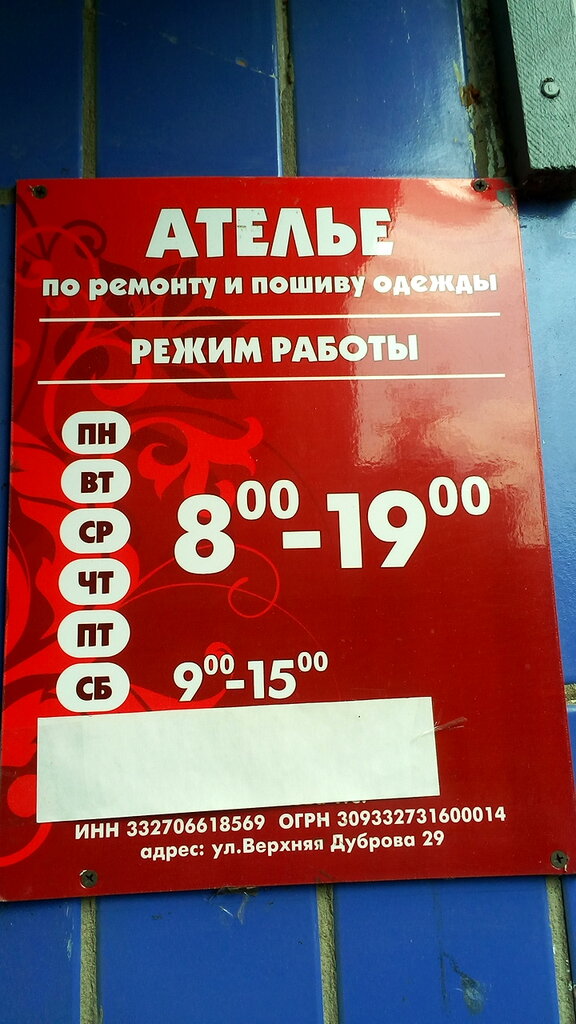 АТЕЛЬЕ
по ремонту и пошиву одежды
РЕЖИМ РАБОТЫ
ПН
ВТ
СР
8⁰⁰-19⁰⁰
ЧТ
ПТ
СБ 9⁰⁰-15⁰⁰
ИНН 332706618569 ОГРН 309332731600014
адрес: ул.Верхняя Дуброва 29